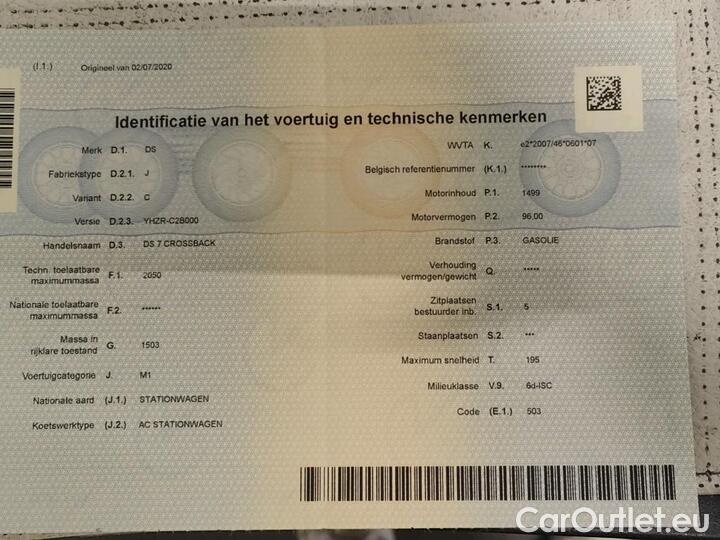 (I.1.) Origineel van 02/07/2020
Identificatie van het voertuig en technische kenmerken
Merk D.1. DS
Fabriekstype D.2.1. J
Variant D.2.2. C
Versie D.2.3. YHZR-C2B000
Handelsnaam D.3. DS 7 CROSSBACK
Techn. toelaatbare
maximummassa F.1. 2050
Nationale toelaatbare
maximummassa F.2. ******
Massa in
rijklare toestand G. 1503
Voertuigcategorie J. M1
Nationale aard (J.1.) STATIONWAGEN
Koetswerktype (J.2.) AC STATIONWAGEN
WVTA K. e2*2007/46*0601*07
Belgisch referentienummer (K.1.) ********
Motorinhoud P.1. 1499
Motorvermogen P.2. 96,00
Brandstof P.3. GASOLIE
Verhouding
vermogen/gewicht Q. *****
Zitplaatsen
bestuurder inb. S.1. 5
Staanplaatsen S.2. ***
Maximum snelheid T. 195
Milieuklasse V.9. 6d-ISC
Code (E.1.) 503
CarOutlet.eu